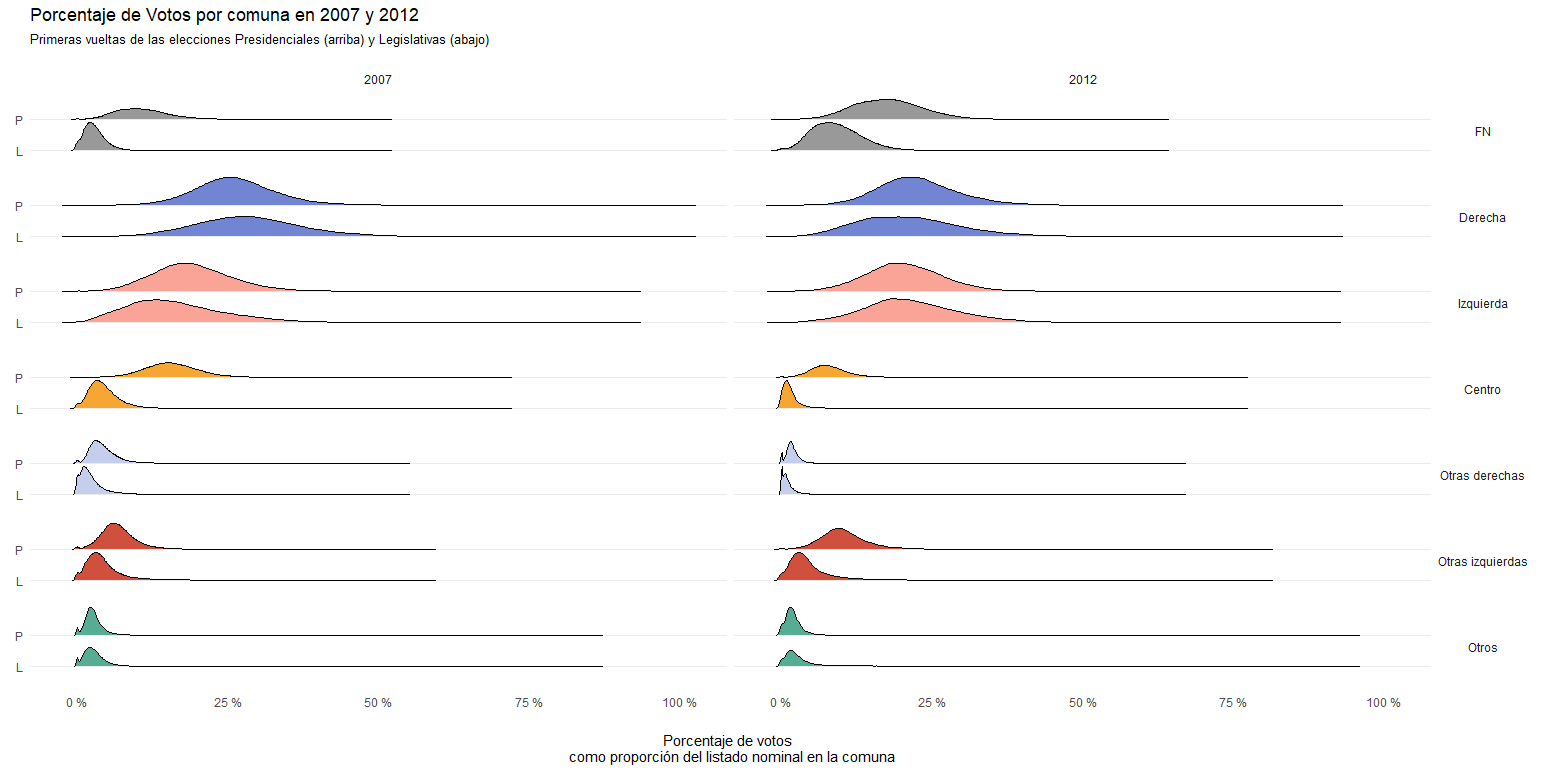 Porcentaje de Votos por comuna en 2007 y 2012
Primeras vueltas de las elecciones Presidenciales (arriba) y Legislativas (abajo)
2007
2012
P
L
FN
P
L
Derecha
P
L
Izquierda
P
L
Centro
P
L
Otras derechas
P
L
Otras izquierdas
P
L
Otros
0 %
25 %
50 %
75 %
100 %
0 %
25 %
50 %
75 %
100 %
Porcentaje de votos
como proporción del listado nominal en la comuna